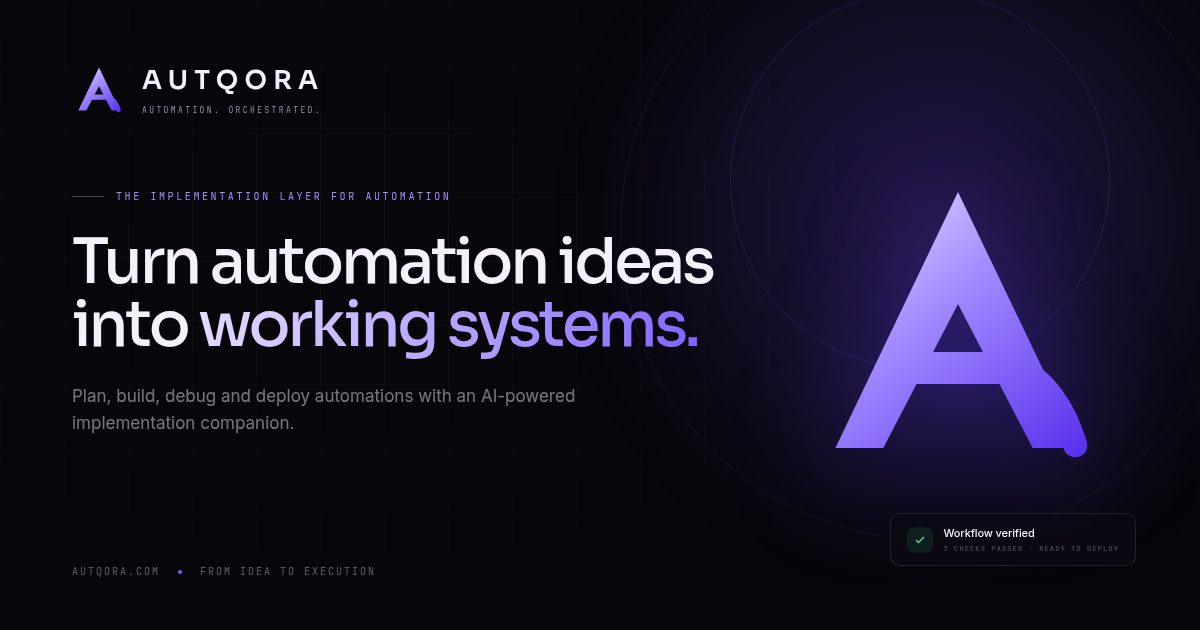 AUTQORA
AUTOMATION. ORCHESTRATED.
THE IMPLEMENTATION LAYER FOR AUTOMATION
Turn automation ideas
into working systems.
Plan, build, debug and deploy automations with an AI-powered
implementation companion.
Workflow verified
7 CHECKS PASSED · READY TO DEPLOY
AUTQORA.COM • FROM IDEA TO EXECUTION